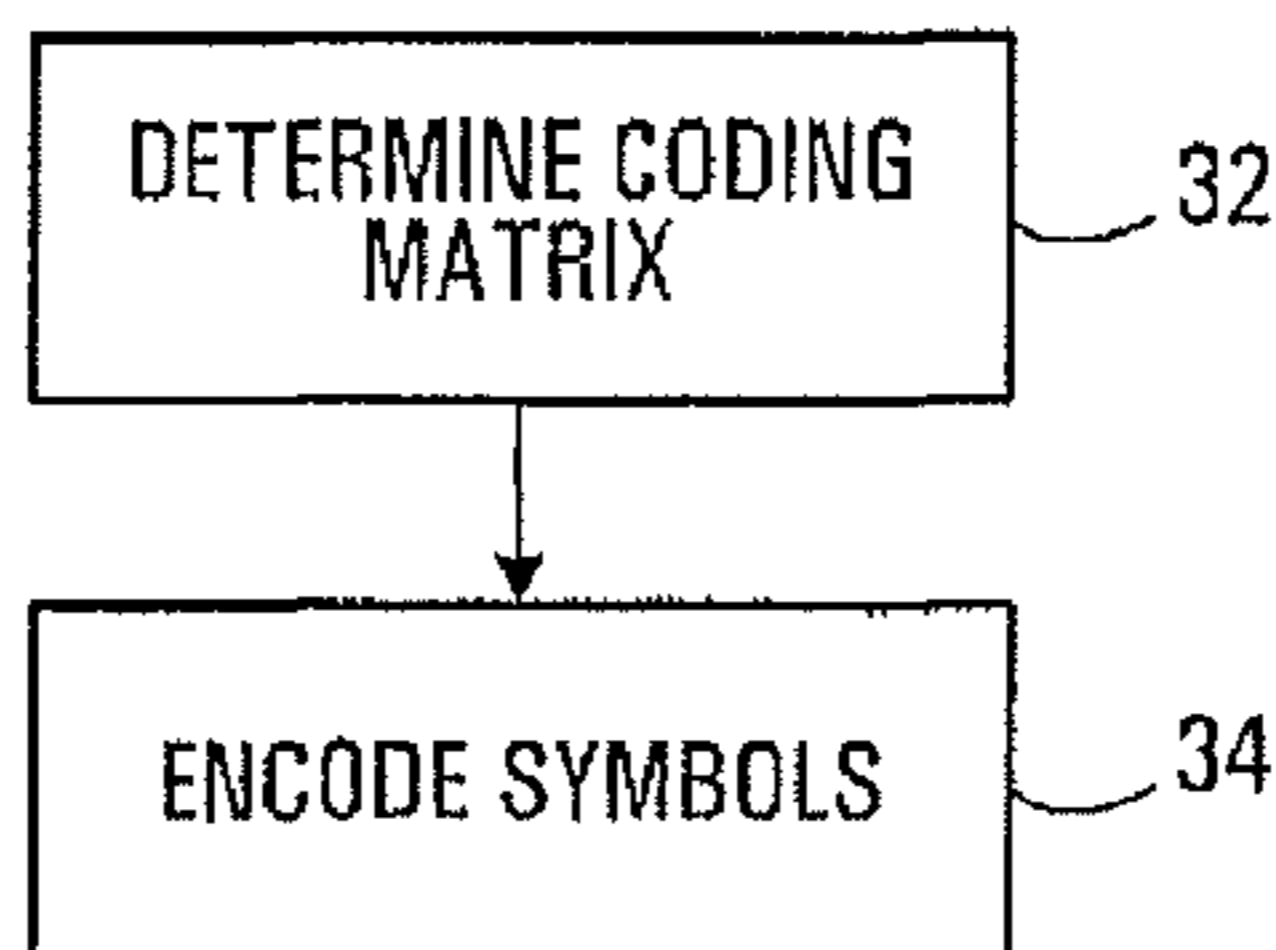 DETERMINE CODING
MATRIX
32
ENCODE SYMBOLS
34